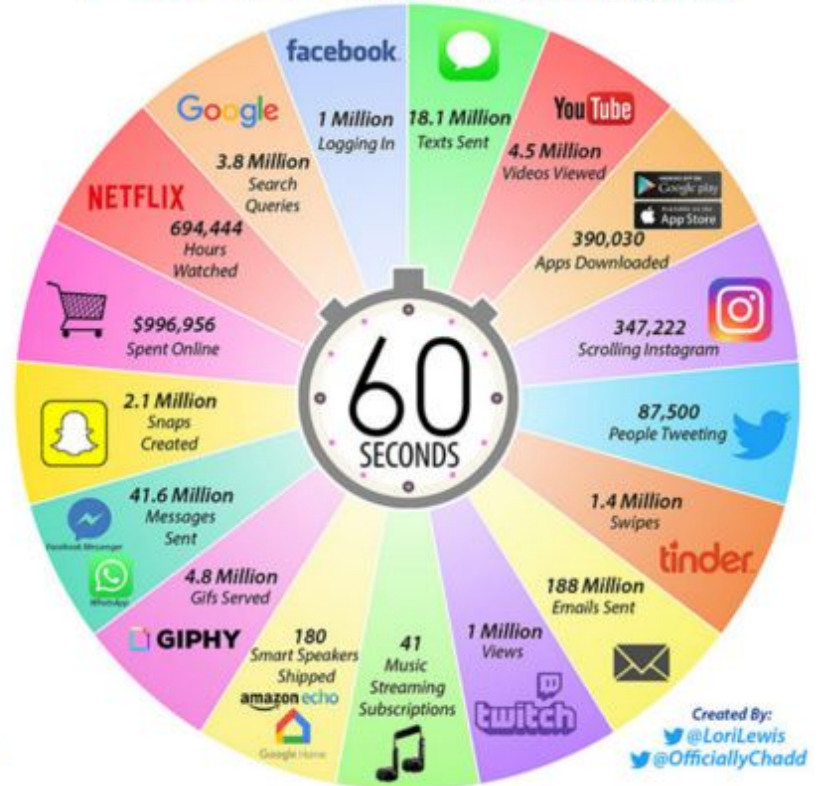 facebook
1 Million
Logging In
18.1 Million
Texts Sent
YouTube
4.5 Million
Videos Viewed
Google play
App Store
390,030
Apps Downloaded
347,222
Scrolling Instagram
87,500
People Tweeting
1.4 Million
Swipes
tinder
188 Million
Emails Sent
1 Million
Views
twitch
41
Music
Streaming
Subscriptions
180
Smart Speakers
Shipped
amazon echo
Google Home
4.8 Million
Gifs Served
GIPHY
41.6 Million
Messages
Sent
Facebook Messenger
WhatsApp
2.1 Million
Snaps
Created
$996,956
Spent Online
NETFLIX
694,444
Hours
Watched
Google
3.8 Million
Search
Queries
60
SECONDS
Created By:
@LoriLewis
@OfficiallyChadd